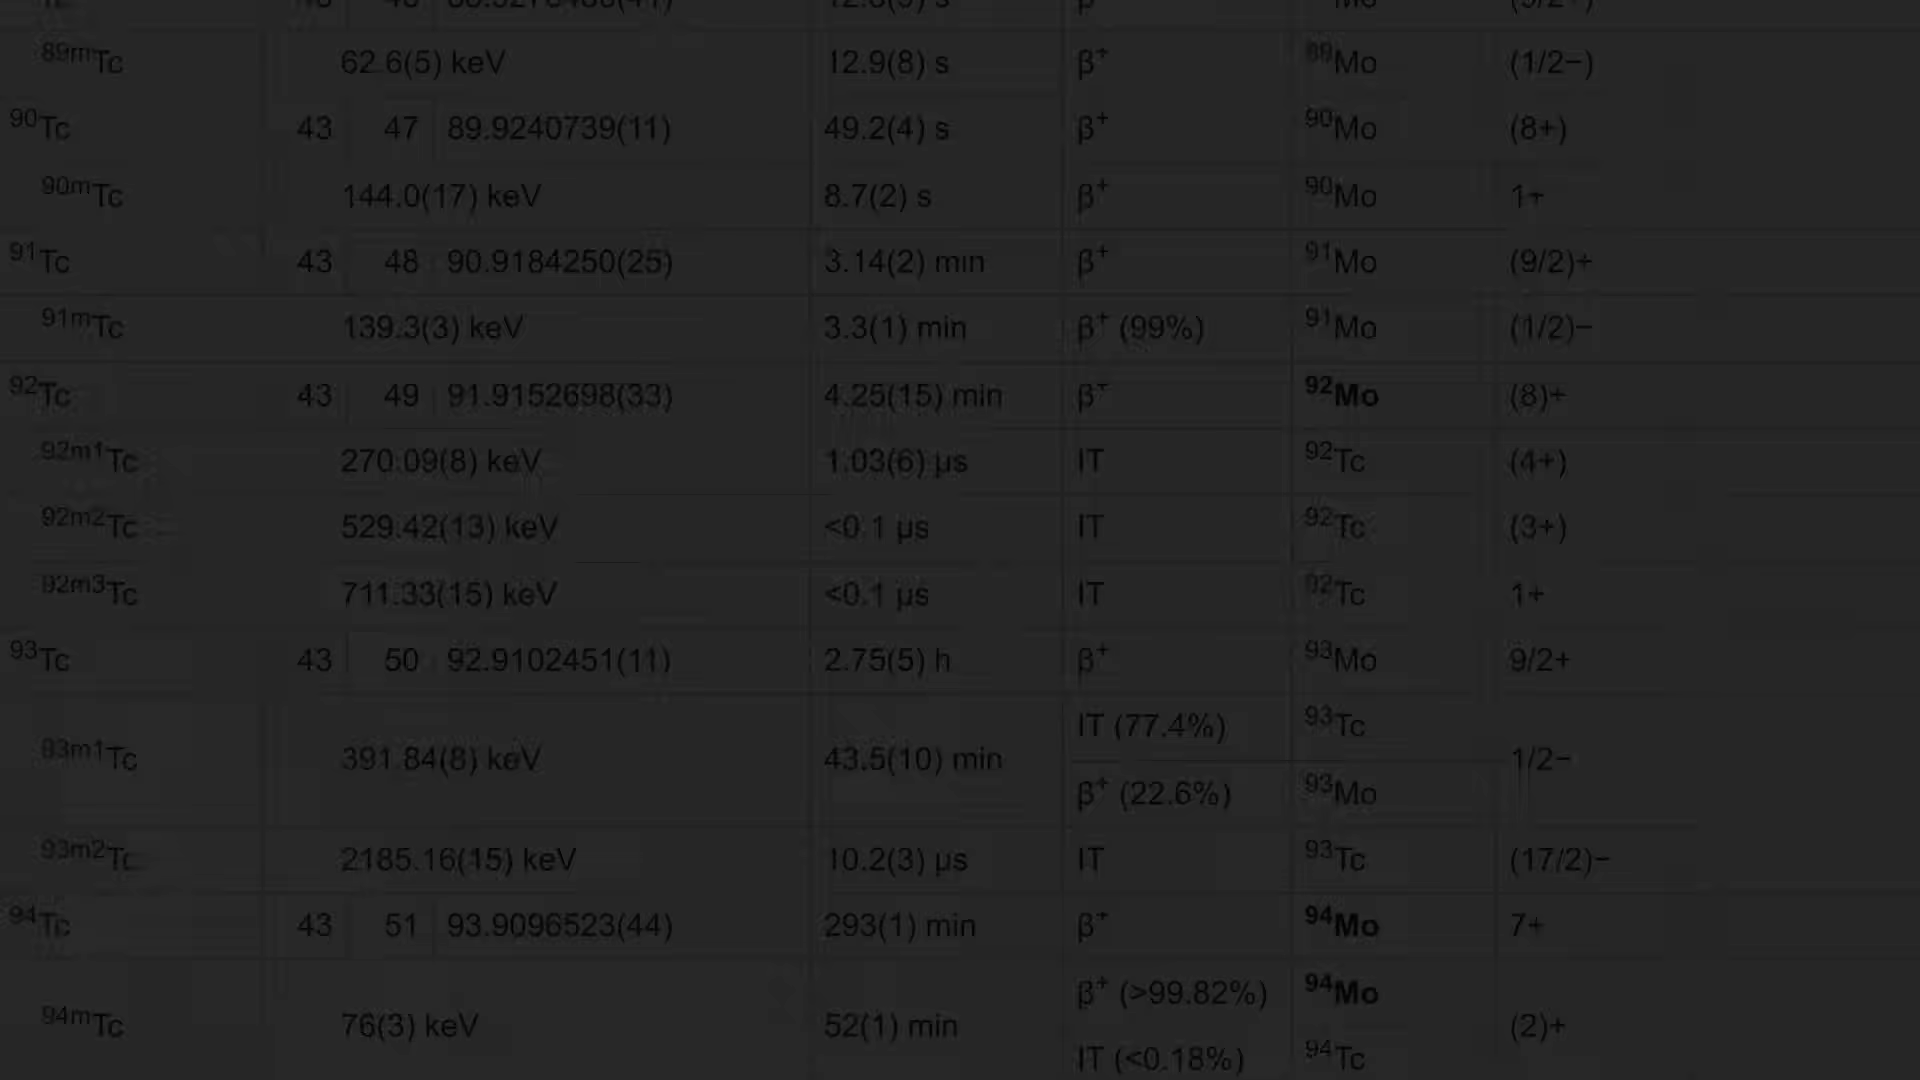 89mTc 62.6(5) keV 12.9(8) s β+ 89Mo (1/2−)
90Tc 43 47 89.9240739(11) 49.2(4) s β+ 90Mo (8+)
90mTc 144.0(17) keV 8.7(2) s β+ 90Mo 1+
91Tc 43 48 90.9184250(25) 3.14(2) min β+ 91Mo (9/2)+
91mTc 139.3(3) keV 3.3(1) min β+ (99%) 91Mo (1/2)−
92Tc 43 49 91.9152698(33) 4.25(15) min β+ 92Mo (8)+
92m1Tc 270.09(8) keV 1.03(6) μs IT 92Tc (4+)
92m2Tc 529.42(13) keV <0.1 μs IT 92Tc (3+)
92m3Tc 711.33(15) keV <0.1 μs IT 92Tc 1+
93Tc 43 50 92.9102451(11) 2.75(5) h β+ 93Mo 9/2+
IT (77.4%) 93Tc
93m1Tc 391.84(8) keV 43.5(10) min 1/2−
β+ (22.6%) 93Mo
93m2Tc 2185.16(15) keV 10.2(3) μs IT 93Tc (17/2)−
94Tc 43 51 93.9096523(44) 293(1) min β+ 94Mo 7+
β+ (>99.82%) 94Mo
94mTc 76(3) keV 52(1) min (2)+
IT (<0.18%) 94Tc